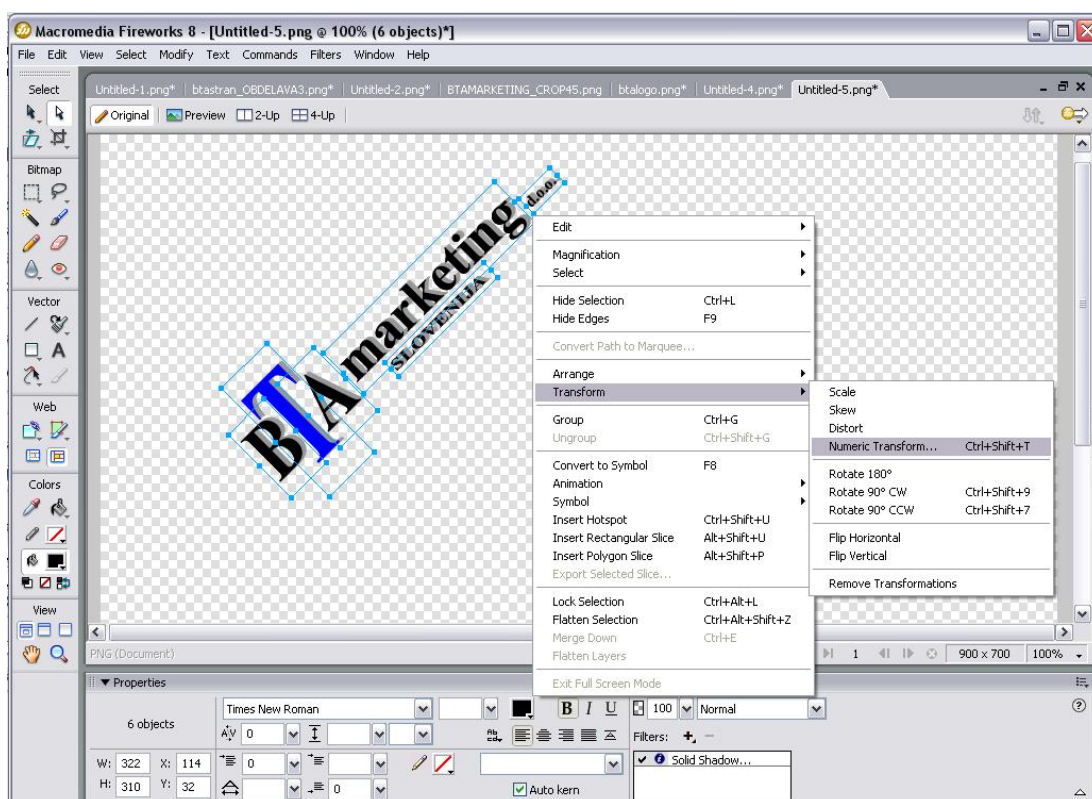 Macromedia Fireworks 8 - [Untitled-5.png @ 100% (6 objects)*]
File Edit View Select Modify Text Commands Filters Window Help
Select
Untitled-1.png* btastran_OBDELAVA3.png* Untitled-2.png* BTAMARKETING_CROP45.png btalogo.png* Untitled-4.png* Untitled-5.png*
Original Preview 2-Up 4-Up
Bitmap
Vector
Web
Colors
View
BTAmarketing d.o.o.
SLOVENIJA
Edit
Magnification
Select
Hide Selection Ctrl+L
Hide Edges F9
Convert Path to Marquee...
Arrange
Transform
Group Ctrl+G
Ungroup Ctrl+Shift+G
Convert to Symbol F8
Animation
Symbol
Insert Hotspot Ctrl+Shift+U
Insert Rectangular Slice Alt+Shift+U
Insert Polygon Slice Alt+Shift+P
Export Selected Slice...
Lock Selection Ctrl+Alt+L
Flatten Selection Ctrl+Alt+Shift+Z
Merge Down Ctrl+E
Flatten Layers
Exit Full Screen Mode
Scale
Skew
Distort
Numeric Transform... Ctrl+Shift+T
Rotate 180°
Rotate 90° CW Ctrl+Shift+9
Rotate 90° CCW Ctrl+Shift+7
Flip Horizontal
Flip Vertical
Remove Transformations
PNG (Document) 1 900 x 700 100%
Properties
6 objects Times New Roman B I U 100 Normal
AV 0 Filters:
W: 322 X: 114 0 Solid Shadow...
H: 310 Y: 32 0 Auto kern